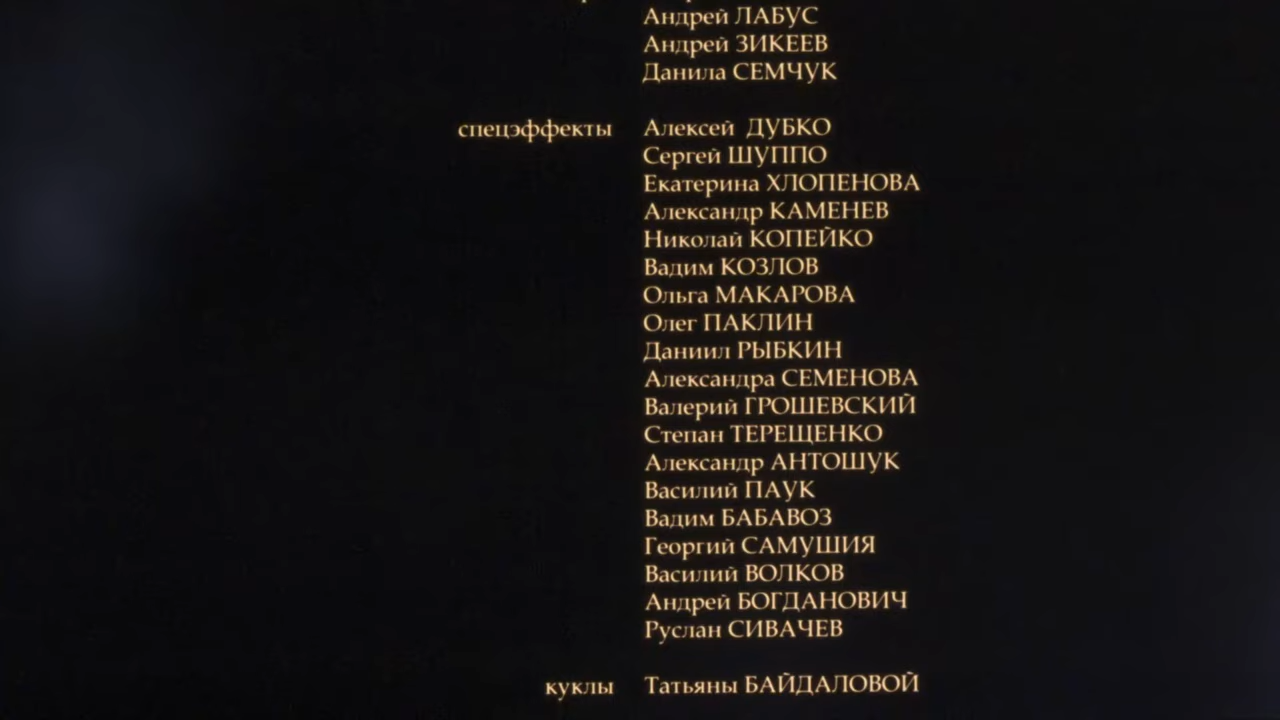 Андрей ЛАБУС
Андрей ЗИКЕЕВ
Данила СЕМЧУК
спецэффекты Алексей ДУБКО
Сергей ШУППО
Екатерина ХЛОПЕНОВА
Александр КАМЕНЕВ
Николай КОПЕЙКО
Вадим КОЗЛОВ
Ольга МАКАРОВА
Олег ПАКЛИН
Даниил РЫБКИН
Александра СЕМЕНОВА
Валерий ГРОШЕВСКИЙ
Степан ТЕРЕЩЕНКО
Александр АНТОШУК
Василий ПАУК
Вадим БАБАВОЗ
Георгий САМУШИЯ
Василий ВОЛКОВ
Андрей БОГДАНОВИЧ
Руслан СИВАЧЕВ
куклы Татьяны БАЙДАЛОВОЙ